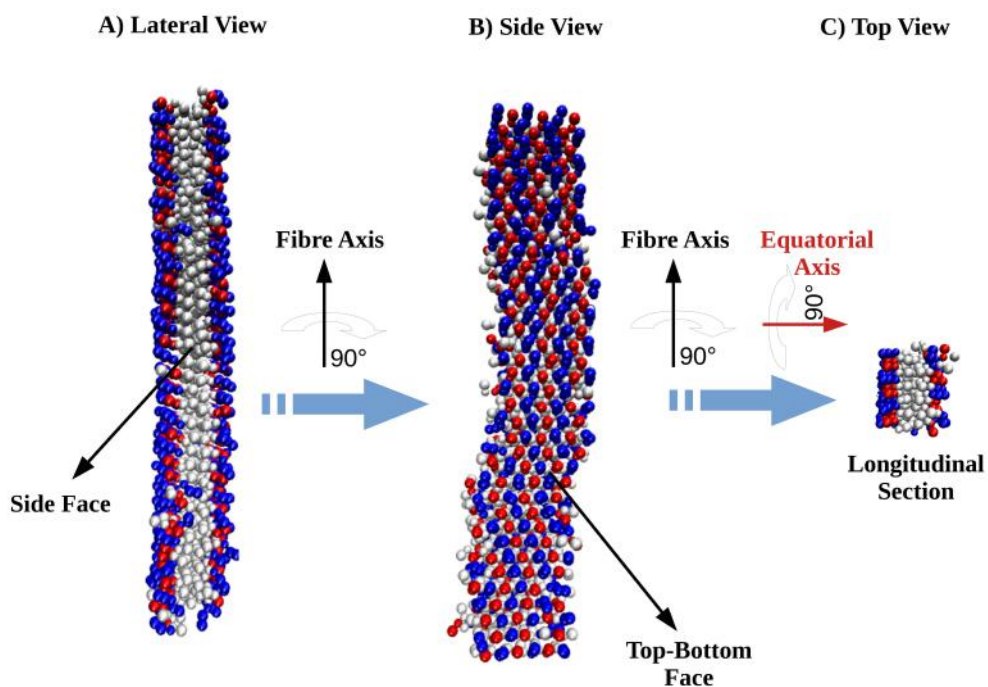 A) Lateral View
B) Side View
C) Top View
Fibre Axis
90°
Fibre Axis
90°
Equatorial
Axis
90°
Side Face
Top-Bottom
Face
Longitudinal
Section